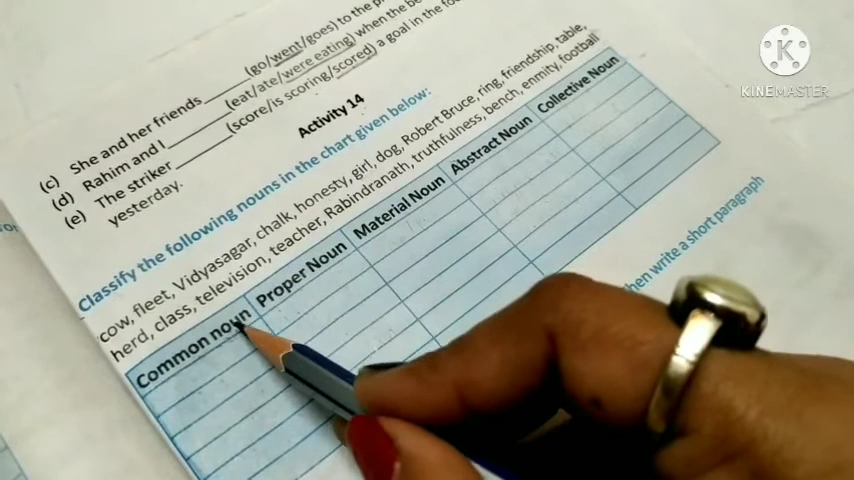 (c) She and her friends ______ (go/went/goes) to the
(d) Rahim and I ______ (eat/ate/were eating) when the
(e) The striker ______ (score/is scoring/scored) a goal in the
yesterday.
Activity 14
Classify the following nouns in the chart given below:
cow, fleet, Vidyasagar, chalk, honesty, girl, dog, Robert Bruce, ring, friendship, table,
herd, class, television, teacher, Rabindranath, truthfulness, bench, enmity, football
Common noun Proper Noun Material Noun Abstract Noun Collective Noun
then write a short paragraph
K
KINEMASTER